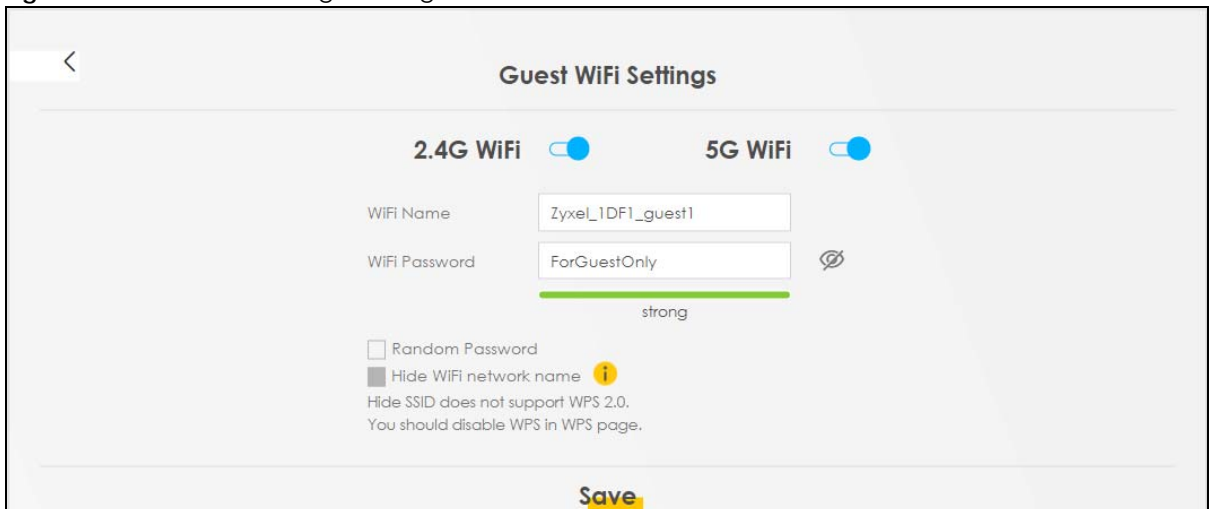 Guest WiFi Settings
2.4G WiFi 5G WiFi
WiFi Name Zyxel_1DF1_guest1
WiFi Password ForGuestOnly
strong
Random Password
Hide WiFi network name i
Hide SSID does not support WPS 2.0.
You should disable WPS in WPS page.
Save